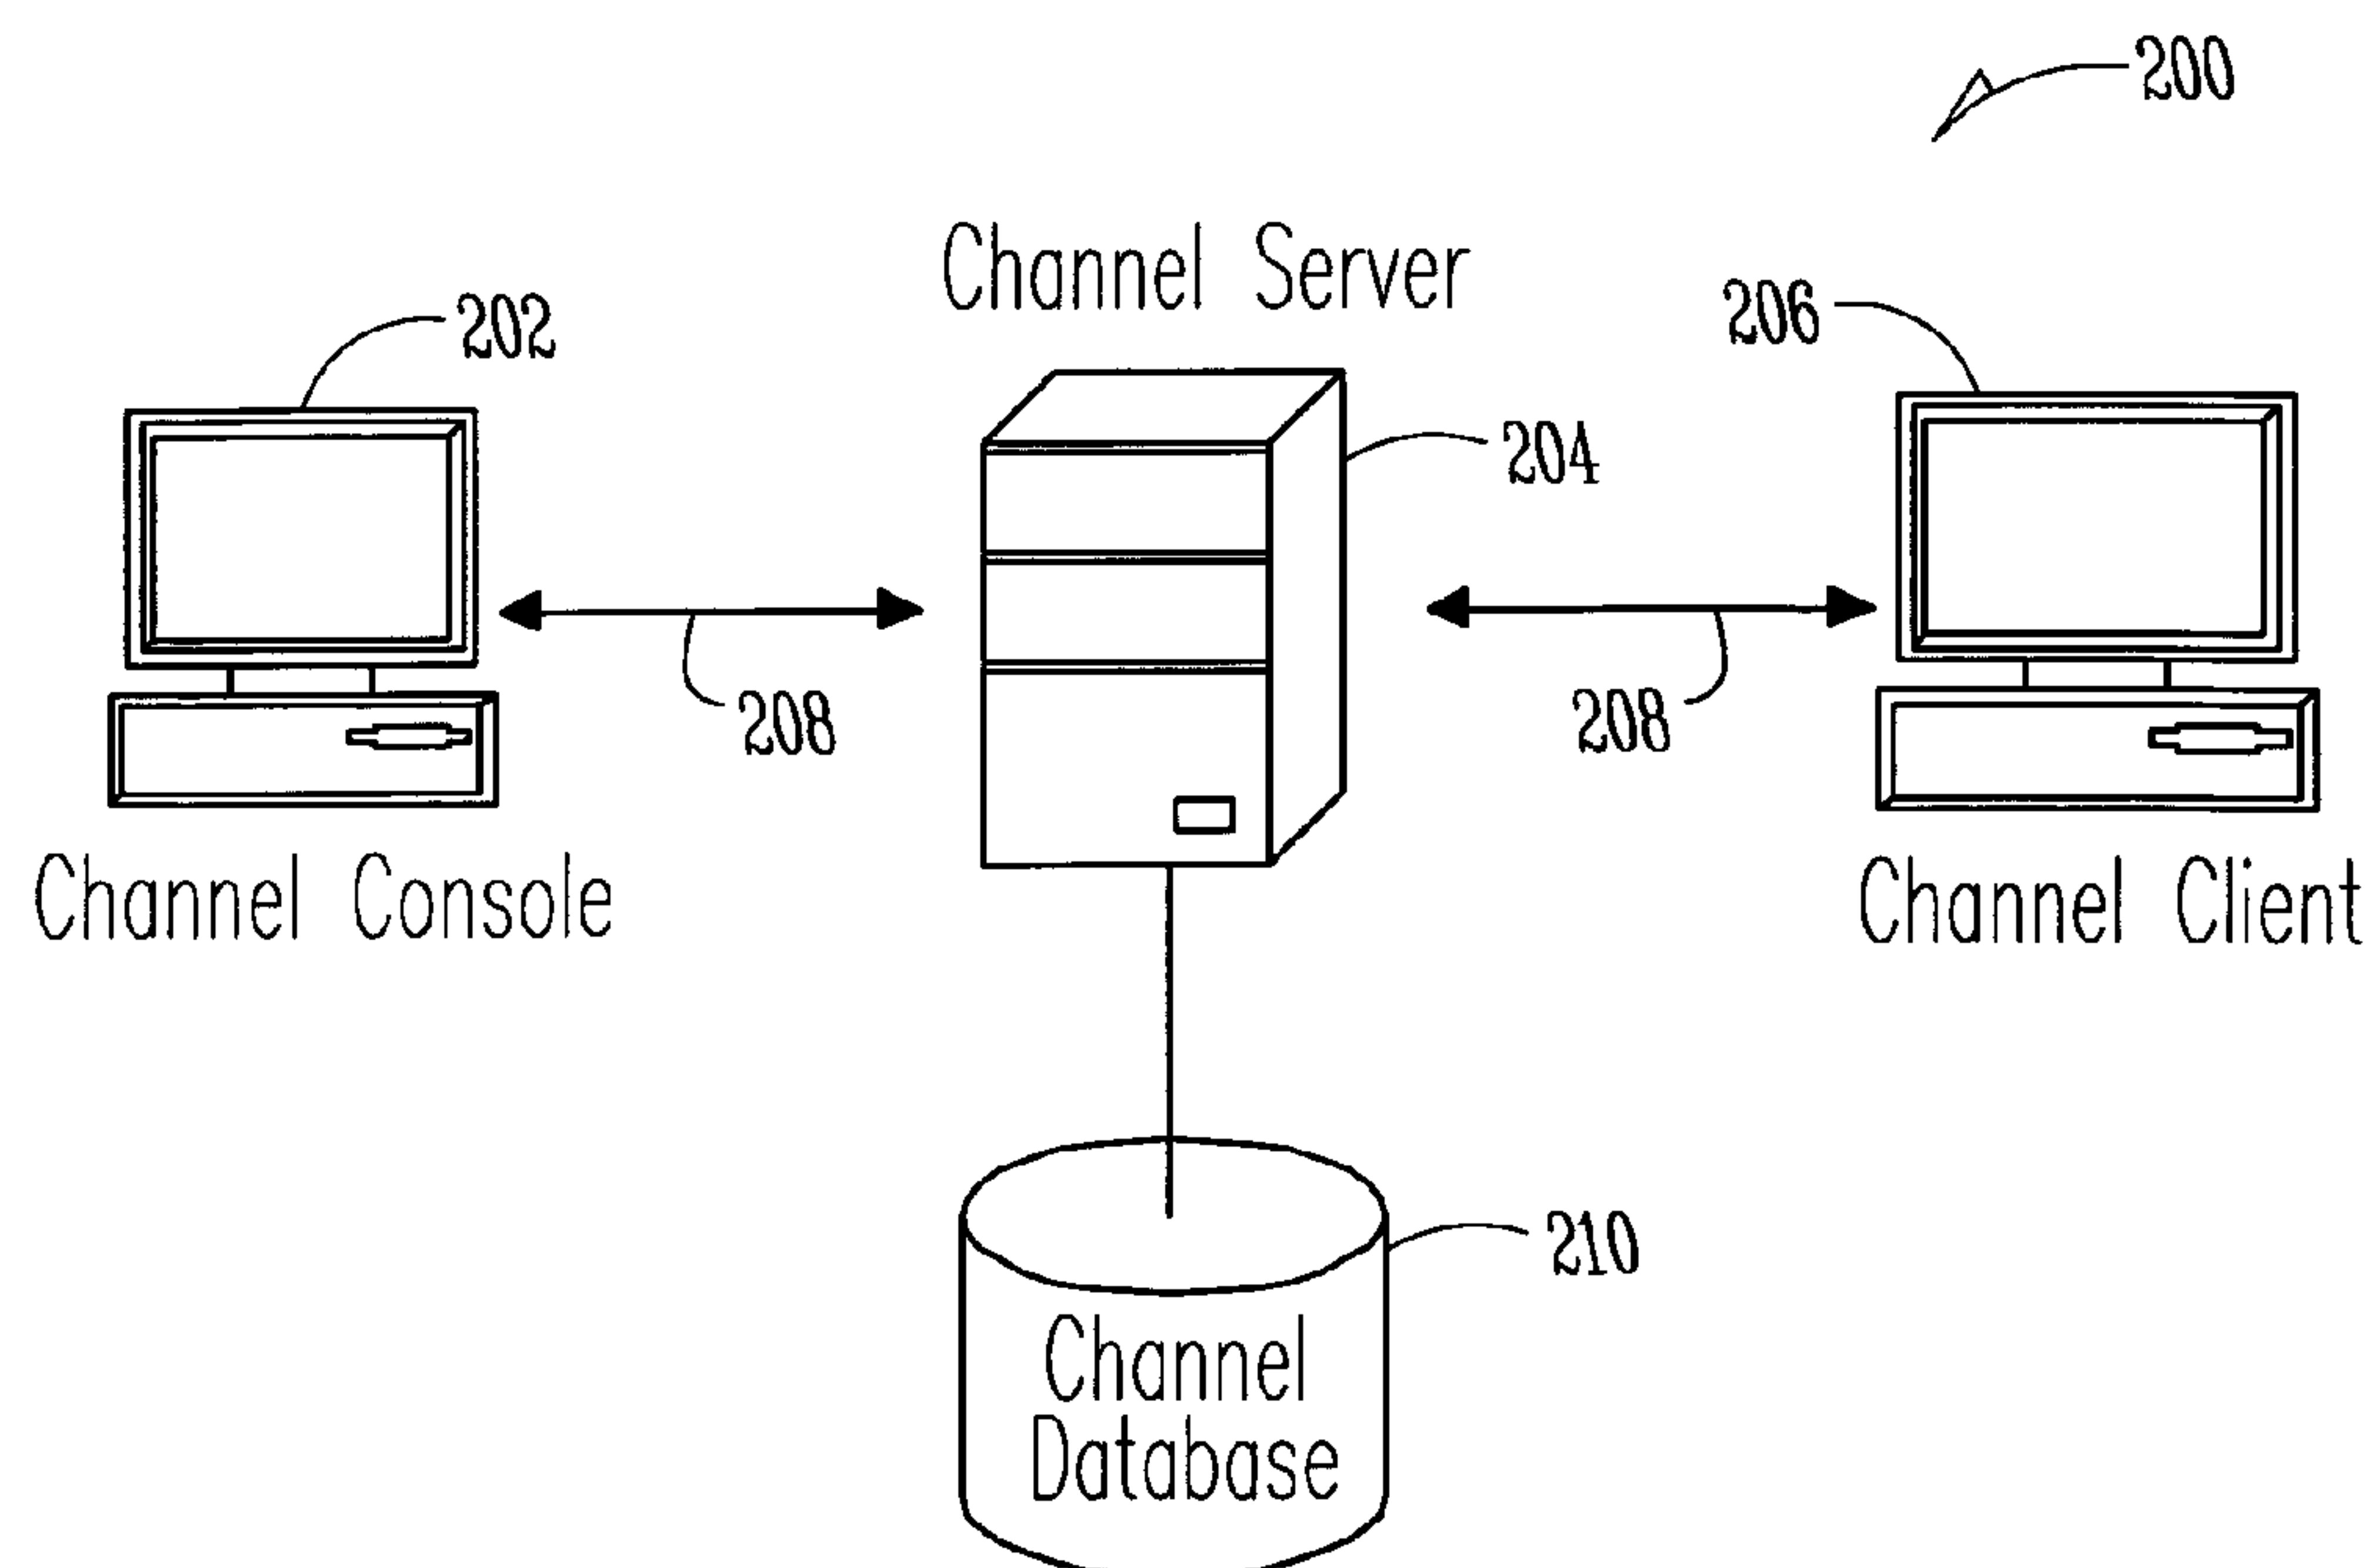 200
Channel Server
202
206
204
208
208
Channel Console
Channel Client
210
Channel
Database